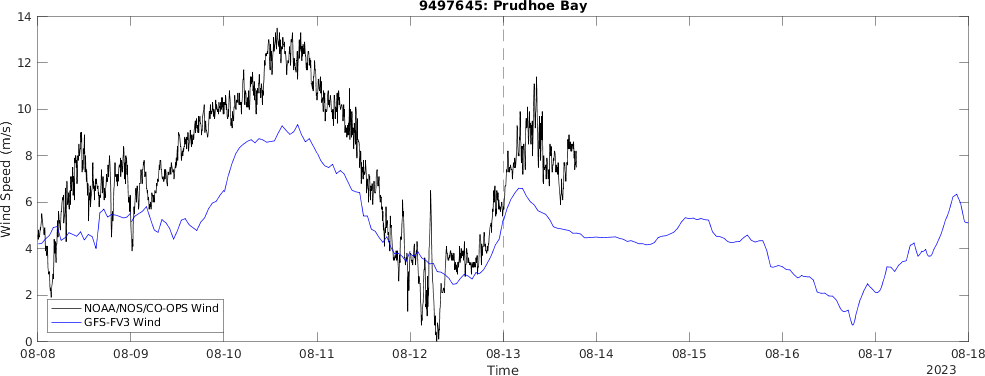 9497645: Prudhoe Bay
Wind Speed (m/s)
14
12
10
8
6
4
2
0
NOAA/NOS/CO-OPS Wind
GFS-FV3 Wind
08-08 08-09 08-10 08-11 08-12 08-13 08-14 08-15 08-16 08-17 08-18
Time
2023